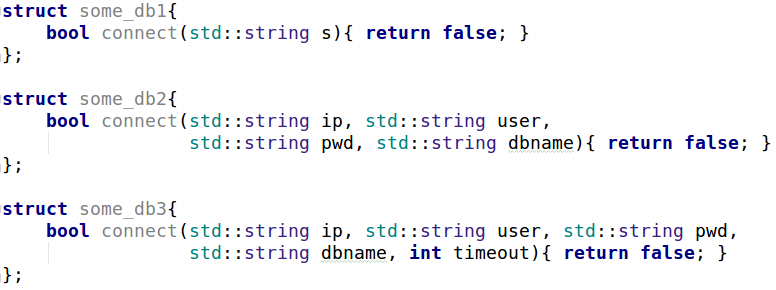 struct some_db1{
    bool connect(std::string s){ return false; }
};

struct some_db2{
    bool connect(std::string ip, std::string user,
                 std::string pwd, std::string dbname){ return false; }
};

struct some_db3{
    bool connect(std::string ip, std::string user, std::string pwd,
                 std::string dbname, int timeout){ return false; }
};